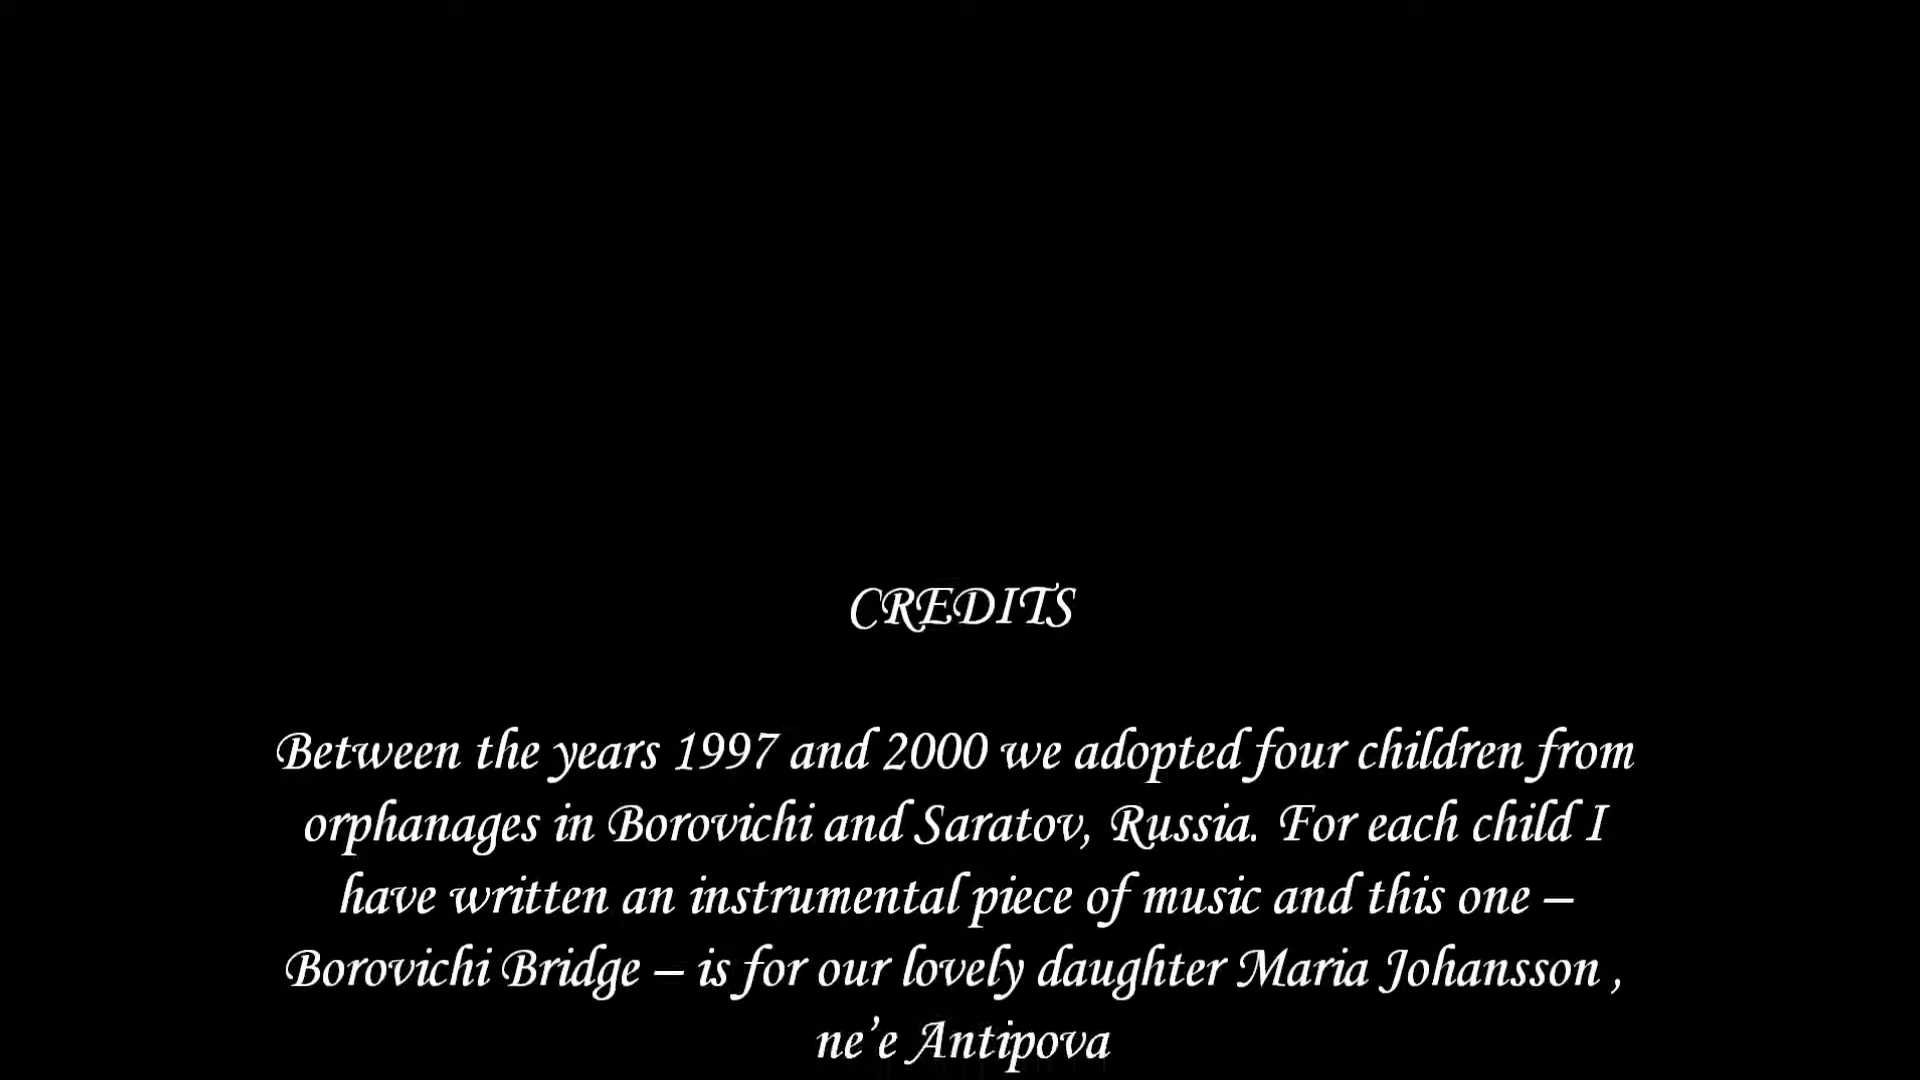 CREDITS
Between the years 1997 and 2000 we adopted four children from
orphanages in Borovichi and Saratov, Russia. For each child I
have written an instrumental piece of music and this one –
Borovichi Bridge – is for our lovely daughter Maria Johansson ,
ne’e Antipova